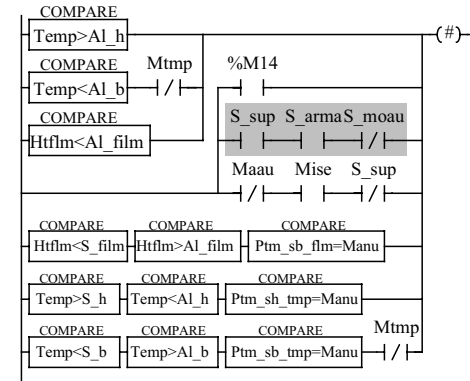 COMPARE
Temp>Al_h
(#)
COMPARE Mtmp %M14
Temp<Al_b
COMPARE S_sup S_arma S_moau
Htflm<Al_film
Maau Mise S_sup
COMPARE COMPARE COMPARE
Htflm<S_film Htflm>Al_film Ptm_sb_flm=Manu
COMPARE COMPARE COMPARE
Temp>S_h Temp<Al_h Ptm_sh_tmp=Manu
COMPARE COMPARE COMPARE Mtmp
Temp<S_b Temp>Al_b Ptm_sb_tmp=Manu